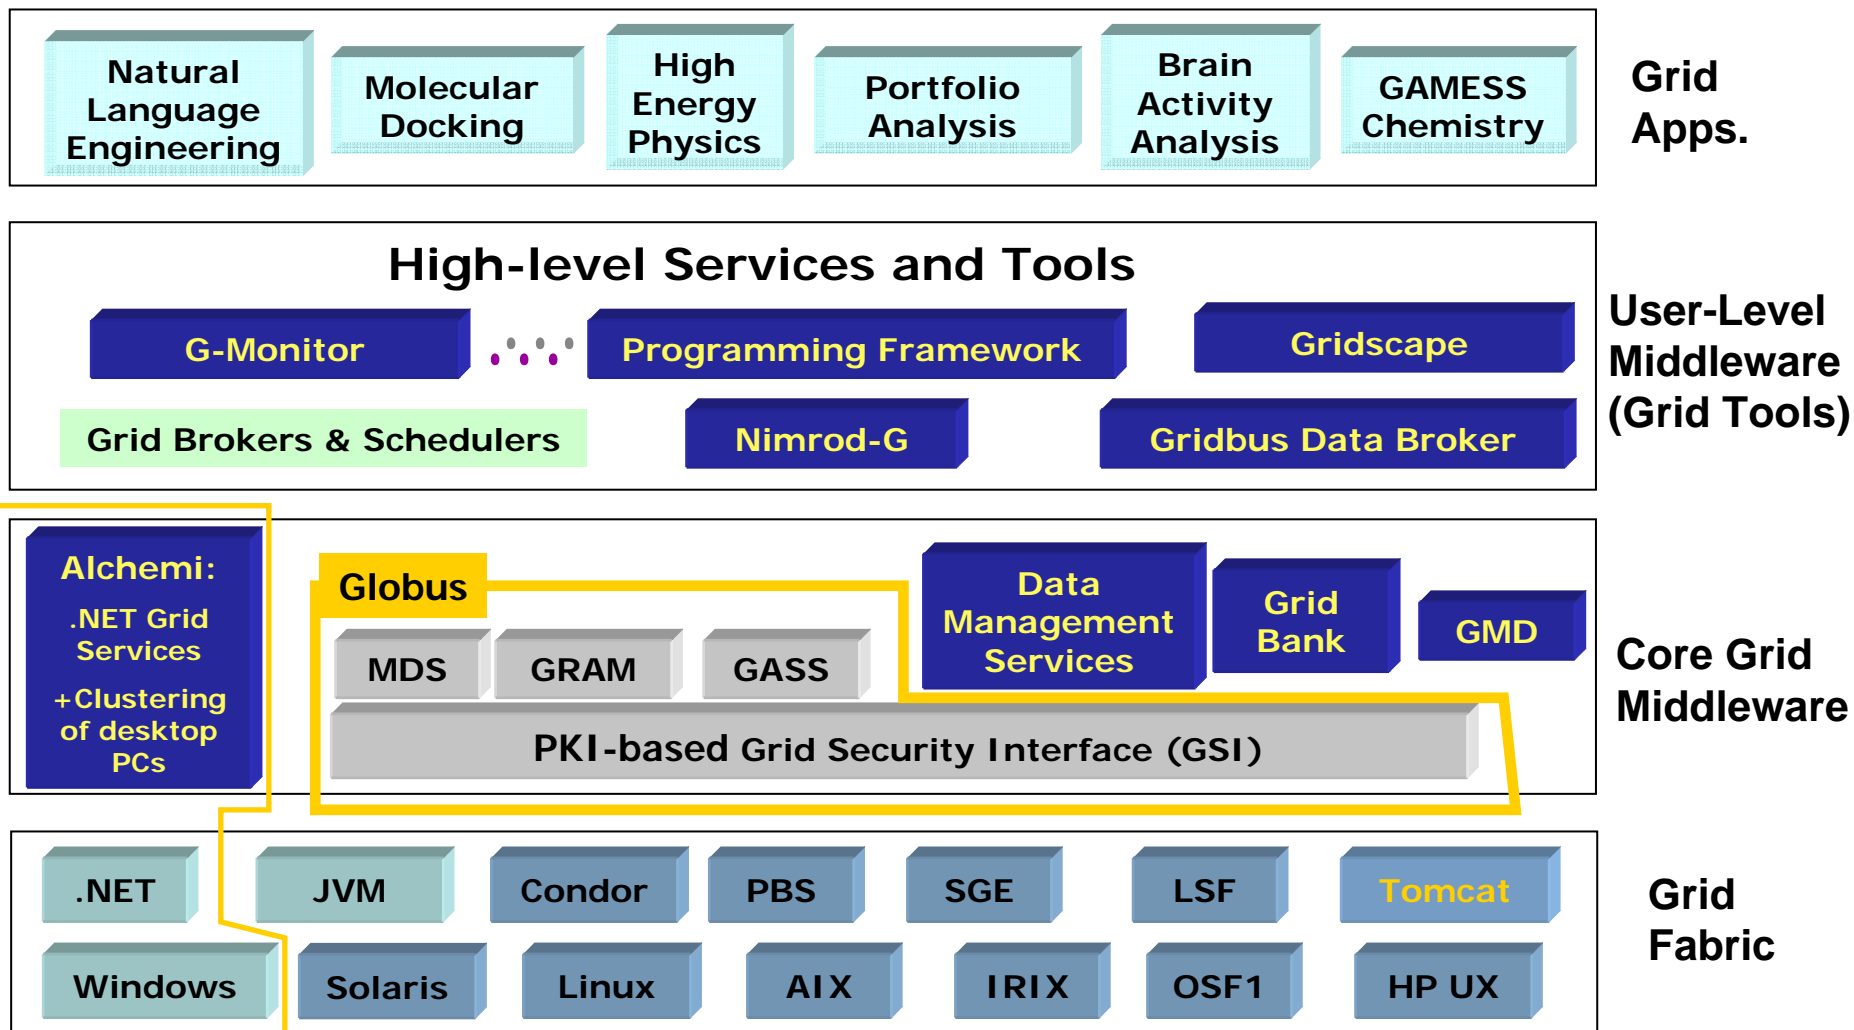 Natural
Language
Engineering
Molecular
Docking
High
Energy
Physics
Portfolio
Analysis
Brain
Activity
Analysis
GAMESS
Chemistry
Grid
Apps.
High-level Services and Tools
G-Monitor
Programming Framework
Gridscape
Grid Brokers & Schedulers
Nimrod-G
Gridbus Data Broker
User-Level
Middleware
(Grid Tools)
Alchemi:
.NET Grid
Services
+Clustering
of desktop
PCs
Globus
MDS
GRAM
GASS
PKI-based Grid Security Interface (GSI)
Data
Management
Services
Grid
Bank
GMD
Core Grid
Middleware
.NET
JVM
Condor
PBS
SGE
LSF
Tomcat
Windows
Solaris
Linux
AIX
IRIX
OSF1
HP UX
Grid
Fabric